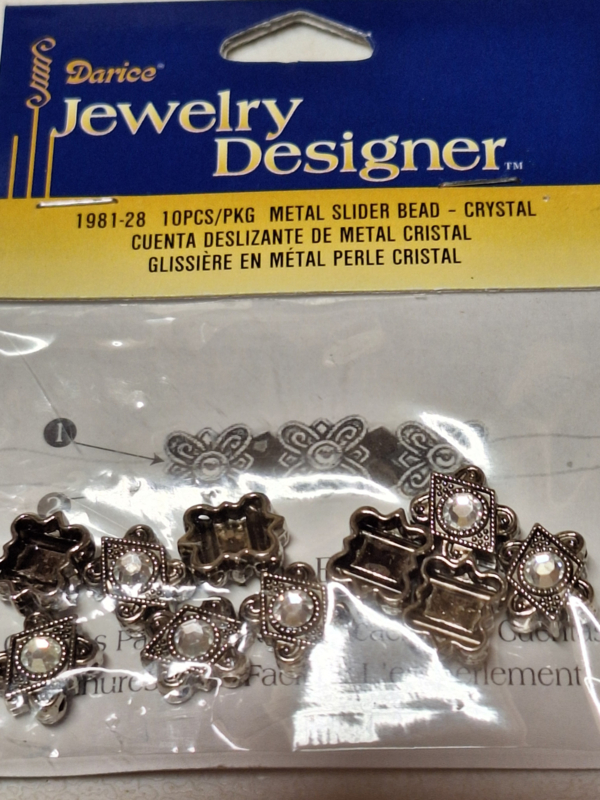 Darice®
Jewelry
Designer™
1981-28 10PCS/PKG METAL SLIDER BEAD - CRYSTAL
CUENTA DESLIZANTE DE METAL CRISTAL
GLISSIÈRE EN MÉTAL PERLE CRISTAL
1
2